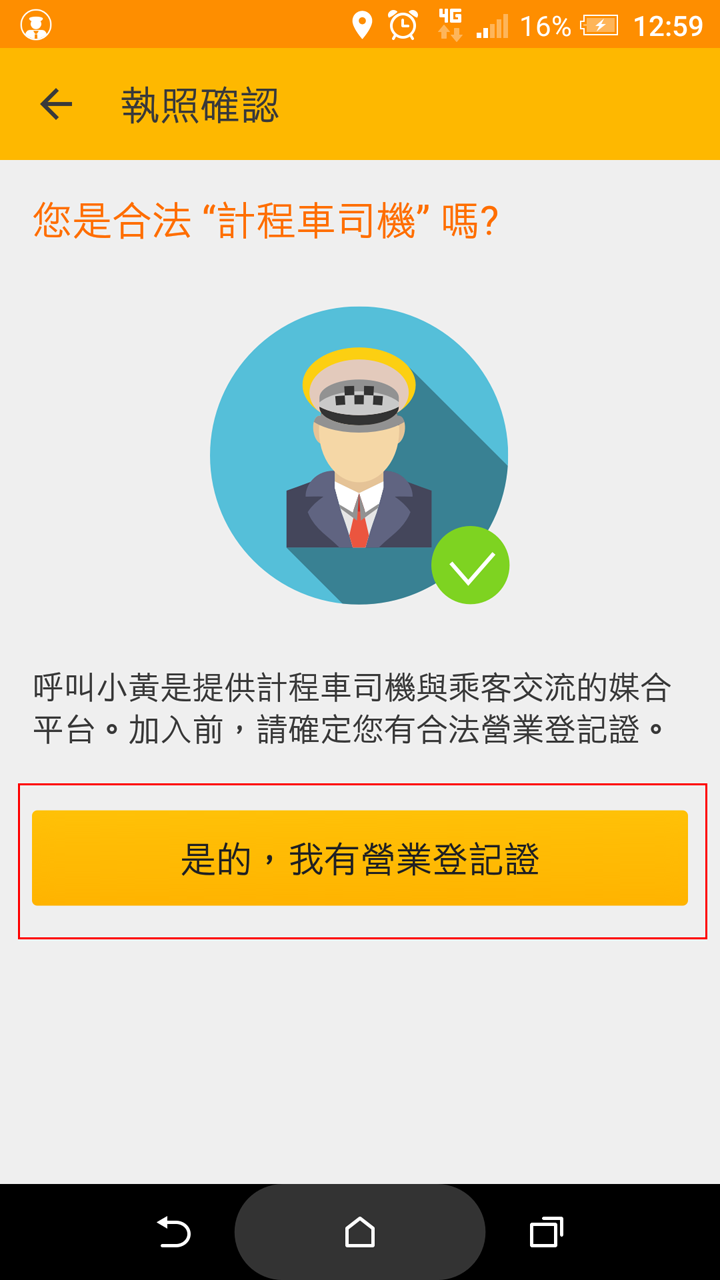 4G 16% 12:59
執照確認
您是合法 “計程車司機” 嗎?
呼叫小黃是提供計程車司機與乘客交流的媒合
平台。加入前，請確定您有合法營業登記證。
是的，我有營業登記證